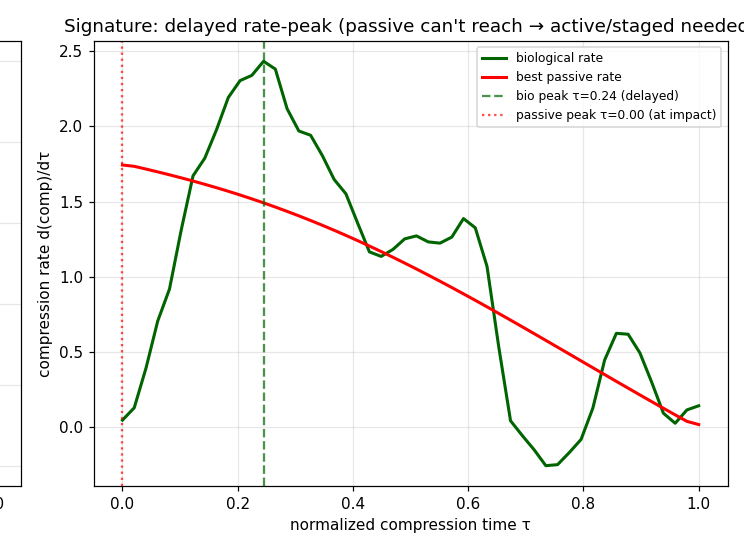 Signature: delayed rate-peak (passive can't reach → active/staged needed
2.5
2.0
1.5
1.0
0.5
0.0
compression rate d(comp)/dτ
biological rate
best passive rate
bio peak τ=0.24 (delayed)
passive peak τ=0.00 (at impact)
0
0.0 0.2 0.4 0.6 0.8 1.0
normalized compression time τ